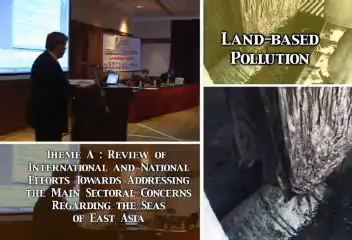 Land-based
Pollution
Theme A : Review of
International and National
Efforts Towards Addressing
the Main Sectoral Concerns
Regarding the Seas
of East Asia